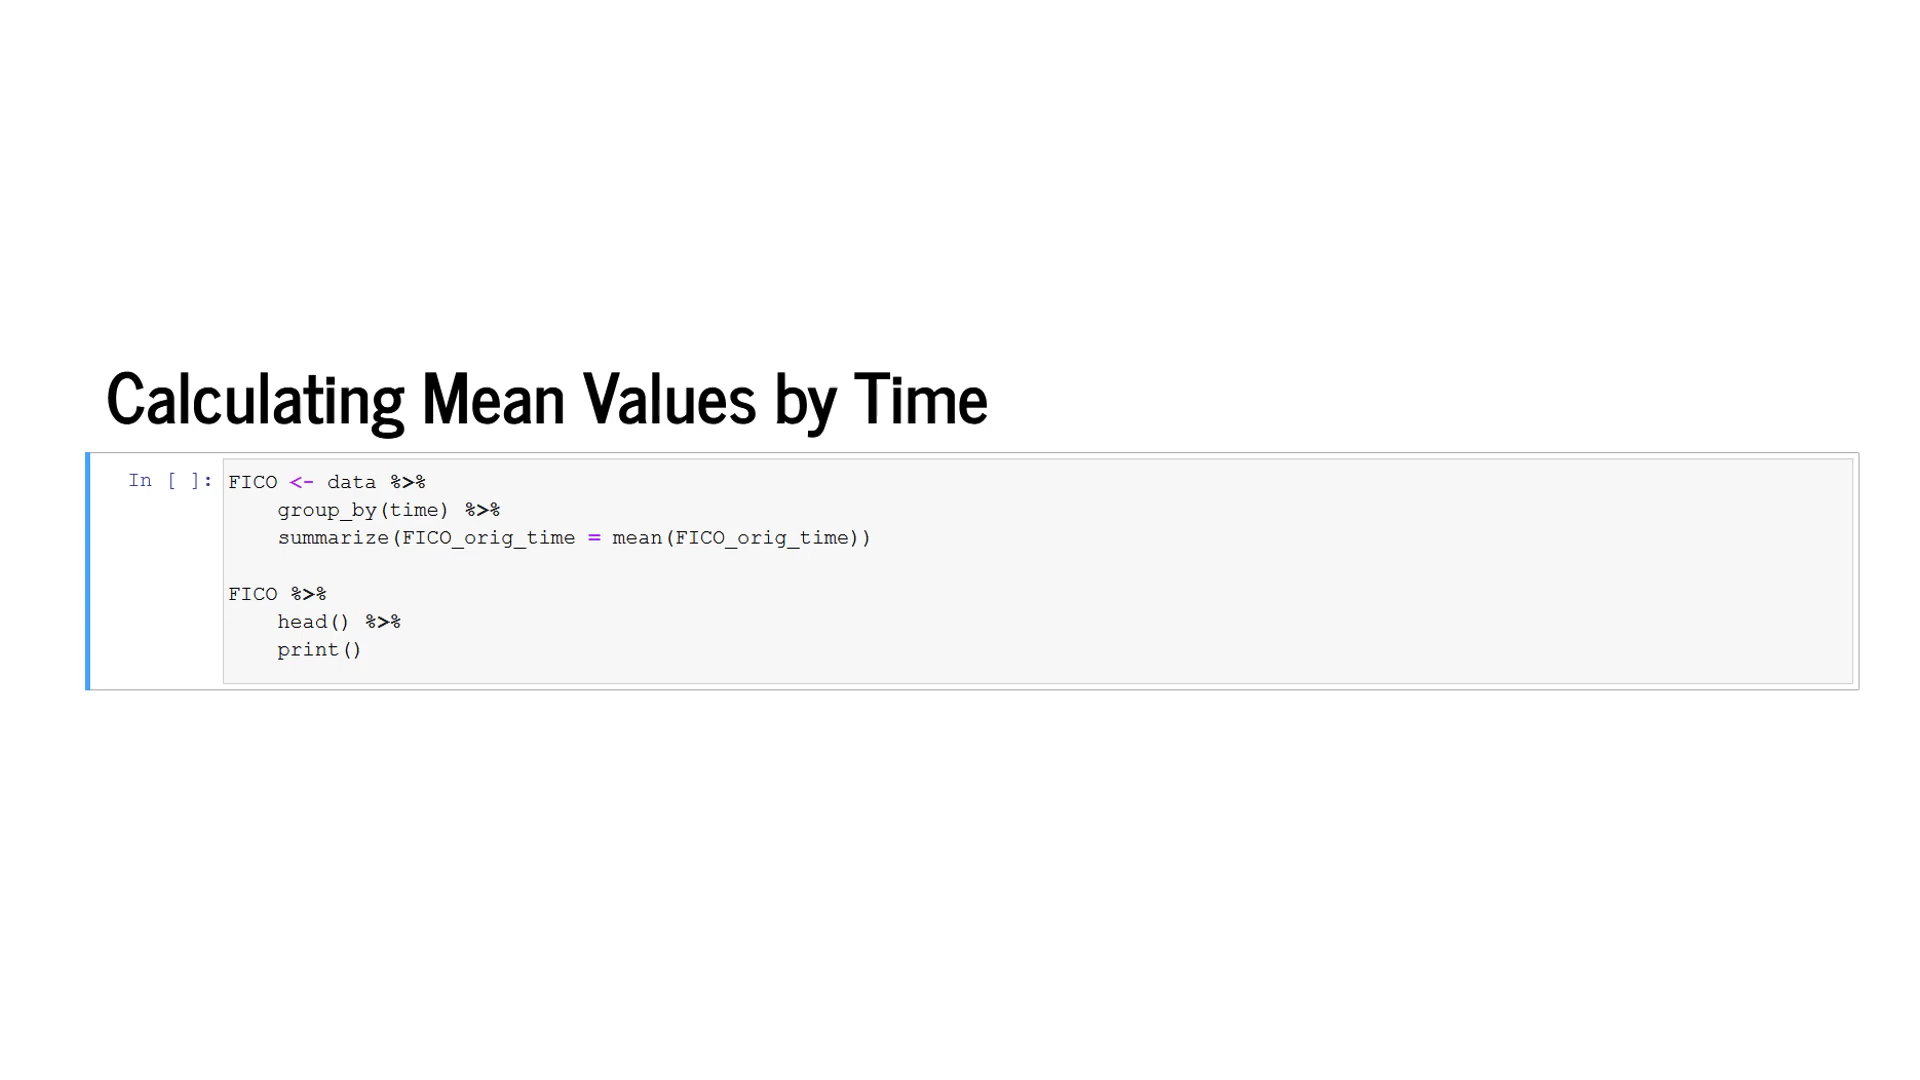 Calculating Mean Values by Time
In [ ]: FICO <- data %>%
group_by(time) %>%
summarize(FICO_orig_time = mean(FICO_orig_time))
FICO %>%
head() %>%
print()